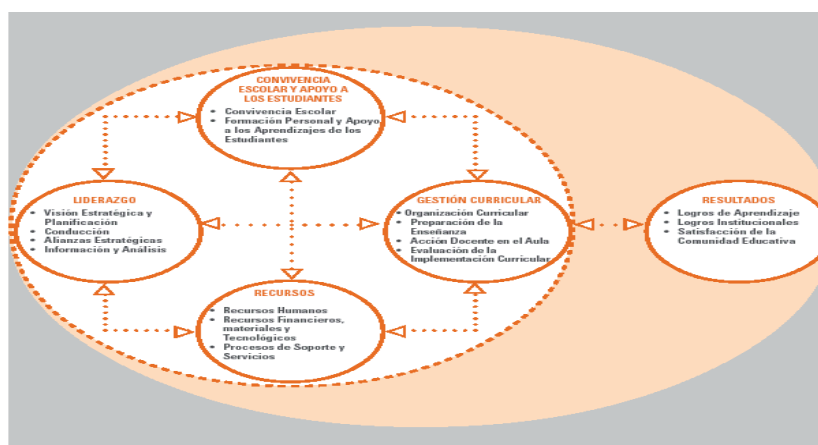 CONVIVENCIA
ESCOLAR Y APOYO A
LOS ESTUDIANTES
• Convivencia Escolar
• Formación Personal y Apoyo
a los Aprendizajos de los
Estudiantes
LIDERAZGO
• Visión Estratégica y
Planificación
• Conducción
• Alianzas Estratégicas
• Información y Análisis
GESTIÓN CURRICULAR
• Organización Curricular
• Preparación de la
Enseñanza
• Acción Docente en el Aula
• Evaluación de la
Implementación Curricular
RESULTADOS
• Logros de Aprendizaje
• Logros Institucionales
• Satisfacción de la
Comunidad Educativa
RECURSOS
• Recursos Humanos
• Recursos Financieros,
materiales y
Tecnológicos
• Procesos de Soporte y
Servicios